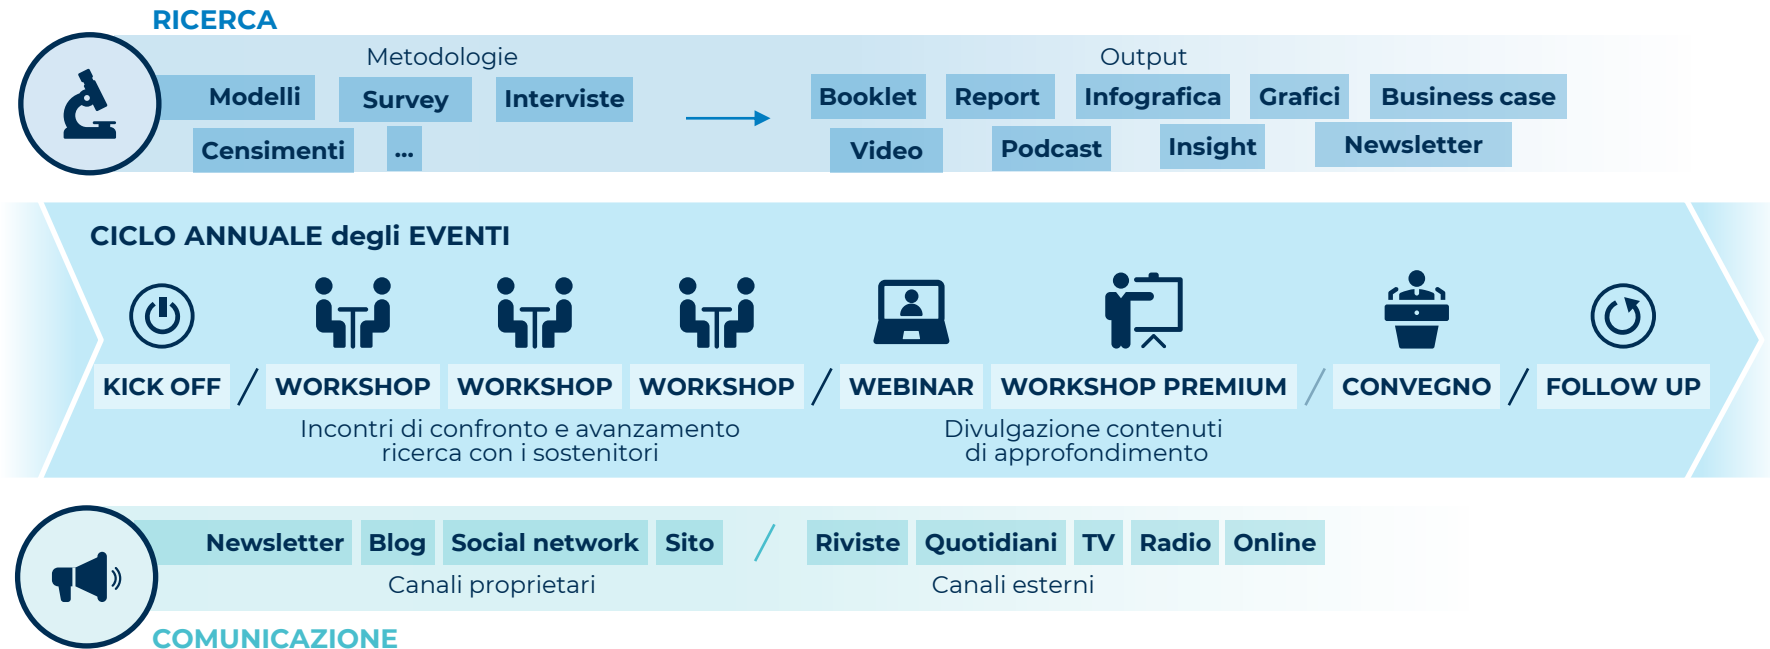 RICERCA
Metodologie
Output
Modelli
Survey
Interviste
Booklet
Report
Infografica
Grafici
Business case
Censimenti
...
Video
Podcast
Insight
Newsletter
CICLO ANNUALE degli EVENTI
KICK OFF / WORKSHOP WORKSHOP WORKSHOP / WEBINAR WORKSHOP PREMIUM / CONVEGNO / FOLLOW UP
Incontri di confronto e avanzamento
ricerca con i sostenitori
Divulgazione contenuti
di approfondimento
Newsletter Blog Social network Sito / Riviste Quotidiani TV Radio Online
Canali proprietari
Canali esterni
COMUNICAZIONE